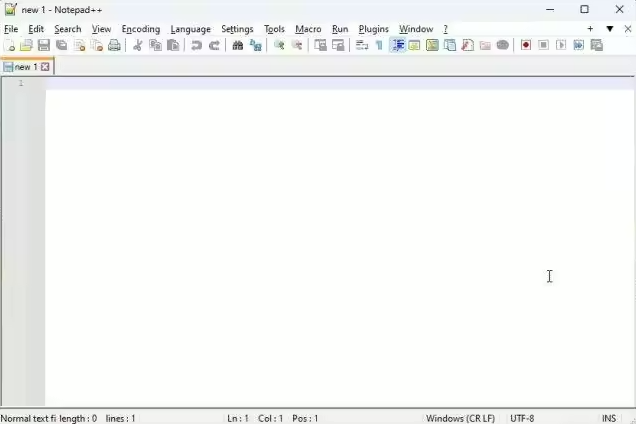 new 1 - Notepad++
File Edit Search View Encoding Language Settings Tools Macro Run Plugins Window ?
new 1
1
Normal text fi length : 0 lines : 1 Ln : 1 Col : 1 Pos : 1 Windows (CR LF) UTF-8 INS